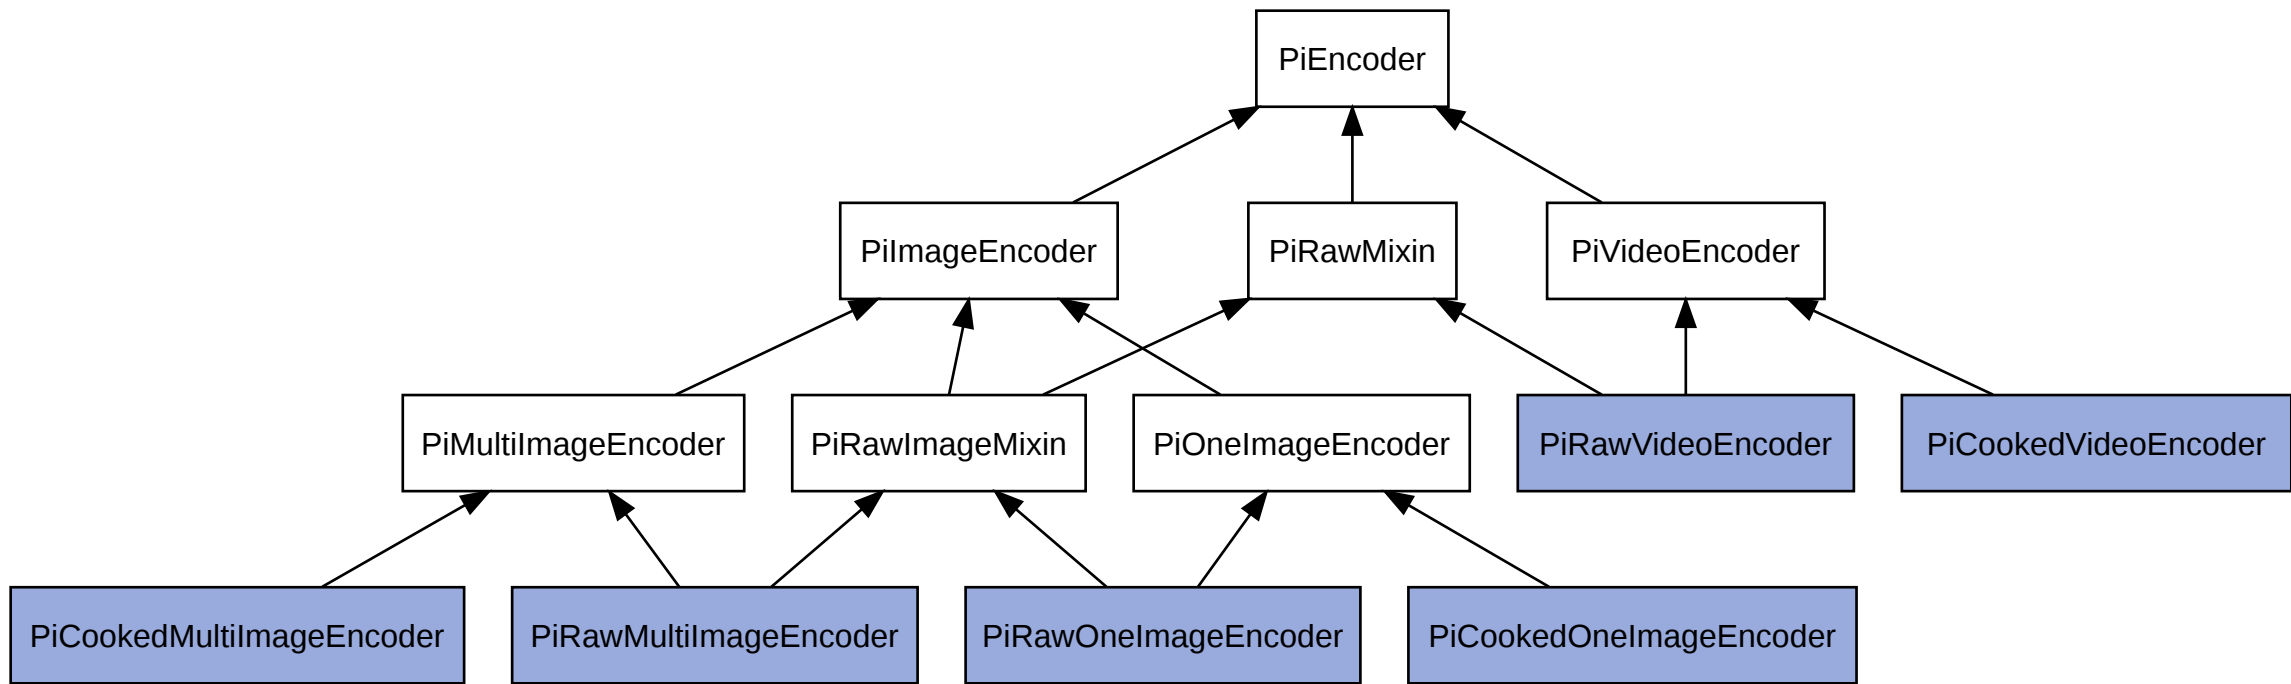 PiEncoder
PiImageEncoder
PiRawMixin
PiVideoEncoder
PiMultiImageEncoder
PiRawImageMixin
PiOneImageEncoder
PiRawVideoEncoder
PiCookedVideoEncoder
PiCookedMultiImageEncoder
PiRawMultiImageEncoder
PiRawOneImageEncoder
PiCookedOneImageEncoder